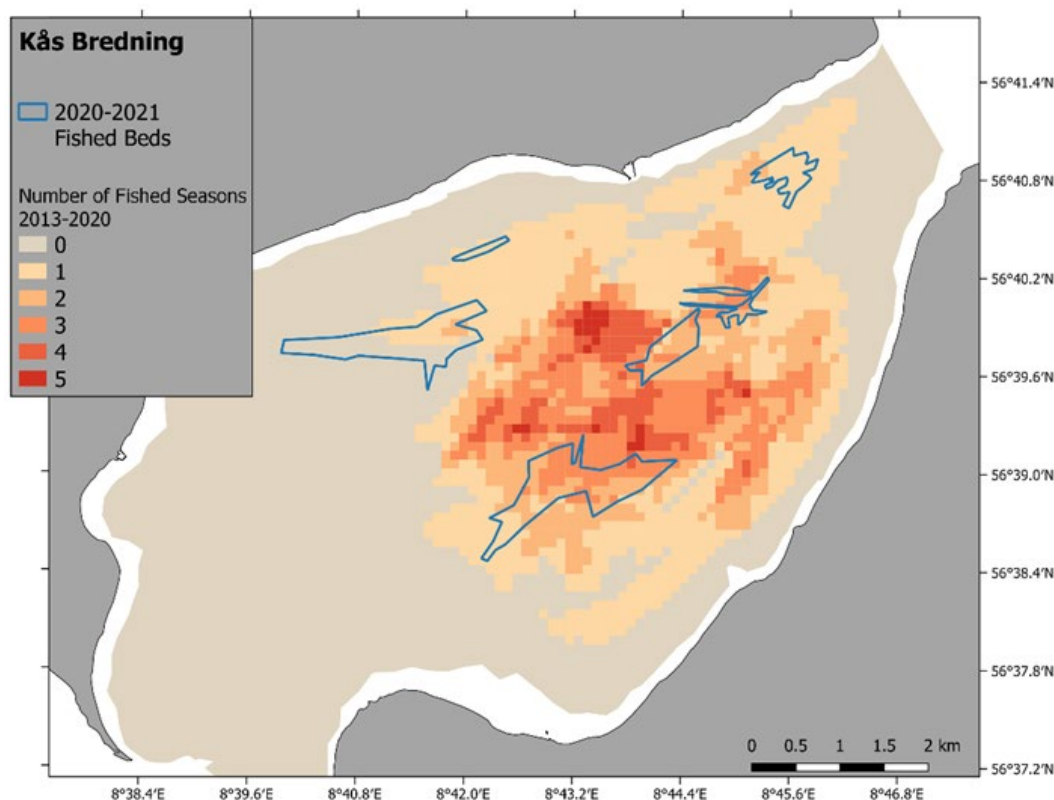 Kås Bredning
2020-2021
Fished Beds
Number of Fished Seasons
2013-2020
0
1
2
3
4
5
56°41.4'N
56°40.8'N
56°40.2'N
56°39.6'N
56°39.0'N
56°38.4'N
56°37.8'N
56°37.2'N
0 0.5 1 1.5 2 km
8°38.4'E 8°39.6'E 8°40.8'E 8°42.0'E 8°43.2'E 8°44.4'E 8°45.6'E 8°46.8'E